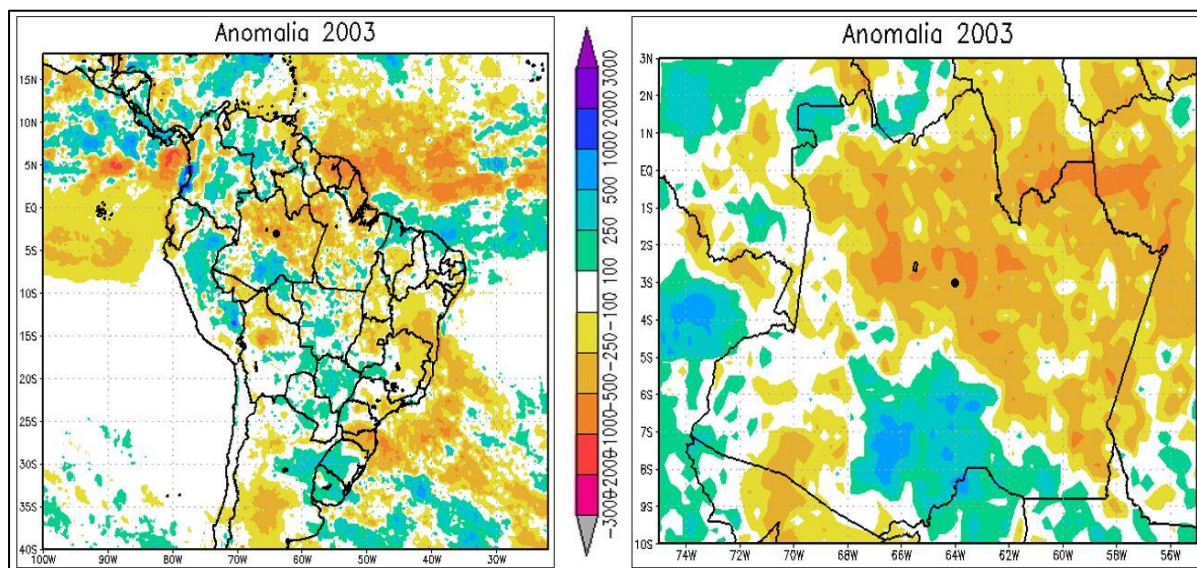 Anomalia 2003
15N
10N
5N
EQ
5S
10S
15S
20S
25S
30S
35S
40S
100W 90W 80W 70W 60W 50W 40W 30W
3000
2000
1000
500
250
100
-100
-250
-500
-1000
-2000
-3000
Anomalia 2003
3N
2N
1N
EQ
1S
2S
3S
4S
5S
6S
7S
8S
9S
10S
74W 72W 70W 68W 66W 64W 62W 60W 58W 56W